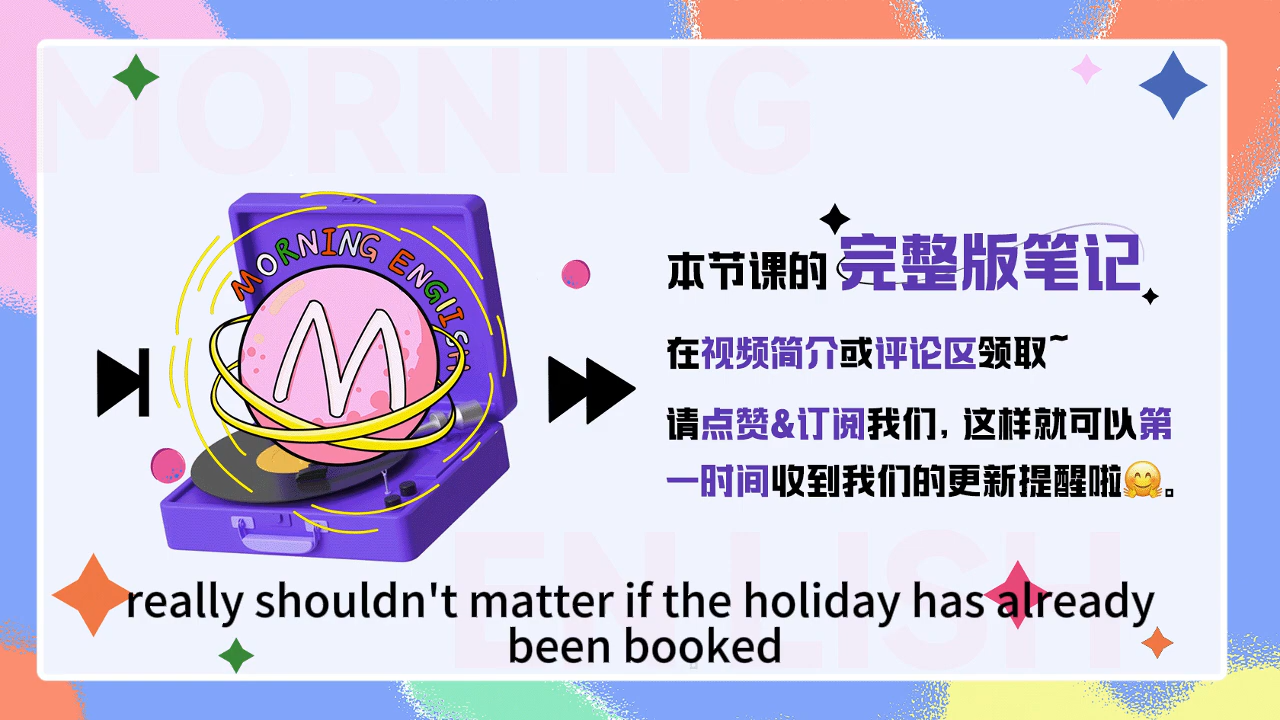 MORNING
MORNING ENGlISH
M
本节课的 完整版笔记
在视频简介或评论区领取~
请点赞&订阅我们, 这样就可以第
一时间收到我们的更新提醒啦🤗。
ENGLISH
really shouldn't matter if the holiday has already
been booked